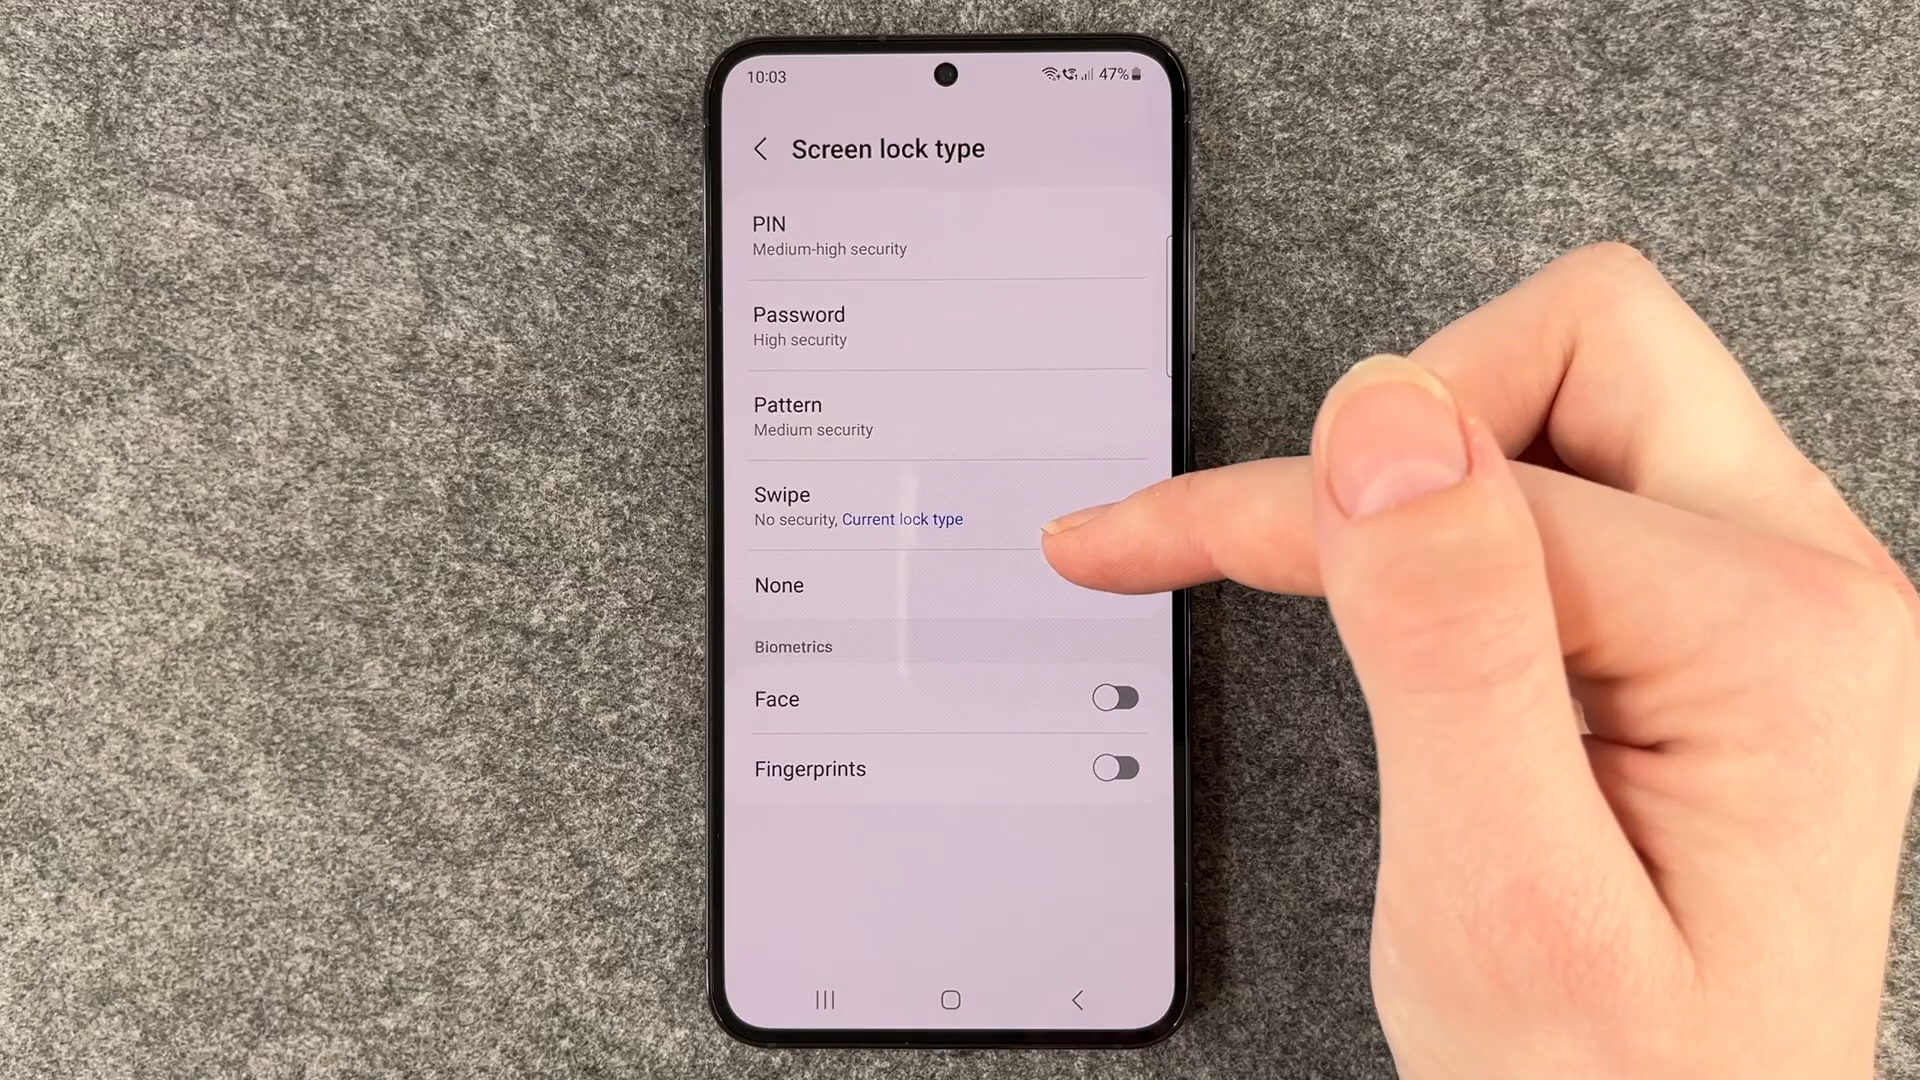 10:03
47%
Screen lock type
PIN
Medium-high security
Password
High security
Pattern
Medium security
Swipe
No security, Current lock type
None
Biometrics
Face
Fingerprints